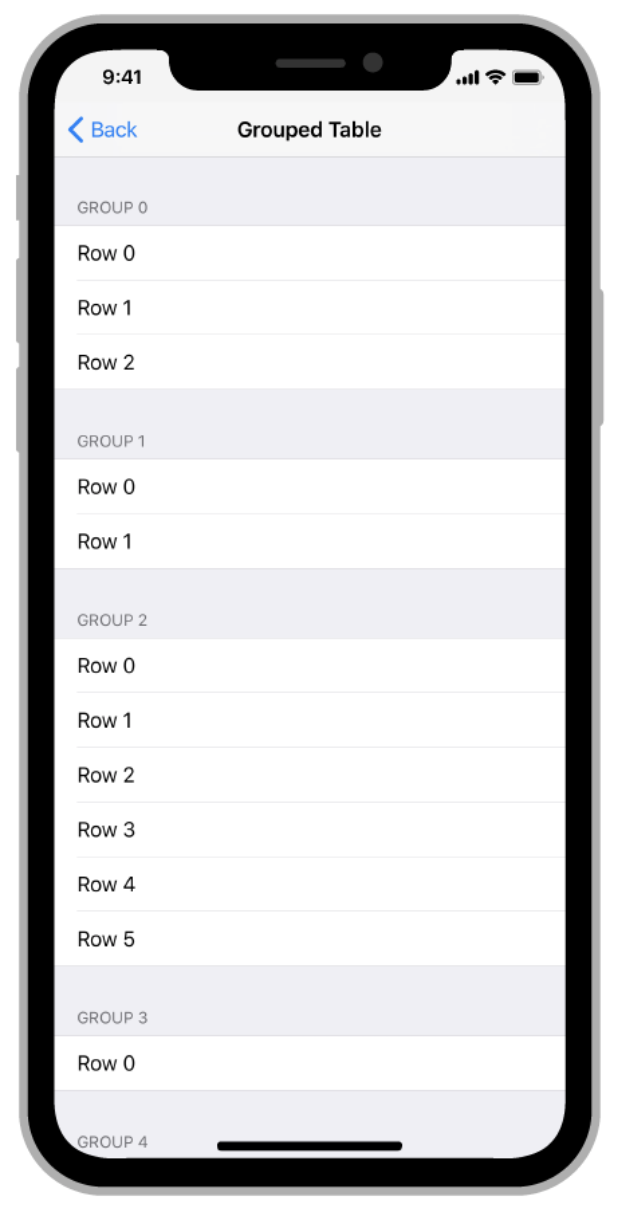 9:41
Back
Grouped Table
GROUP 0
Row 0
Row 1
Row 2
GROUP 1
Row 0
Row 1
GROUP 2
Row 0
Row 1
Row 2
Row 3
Row 4
Row 5
GROUP 3
Row 0
GROUP 4